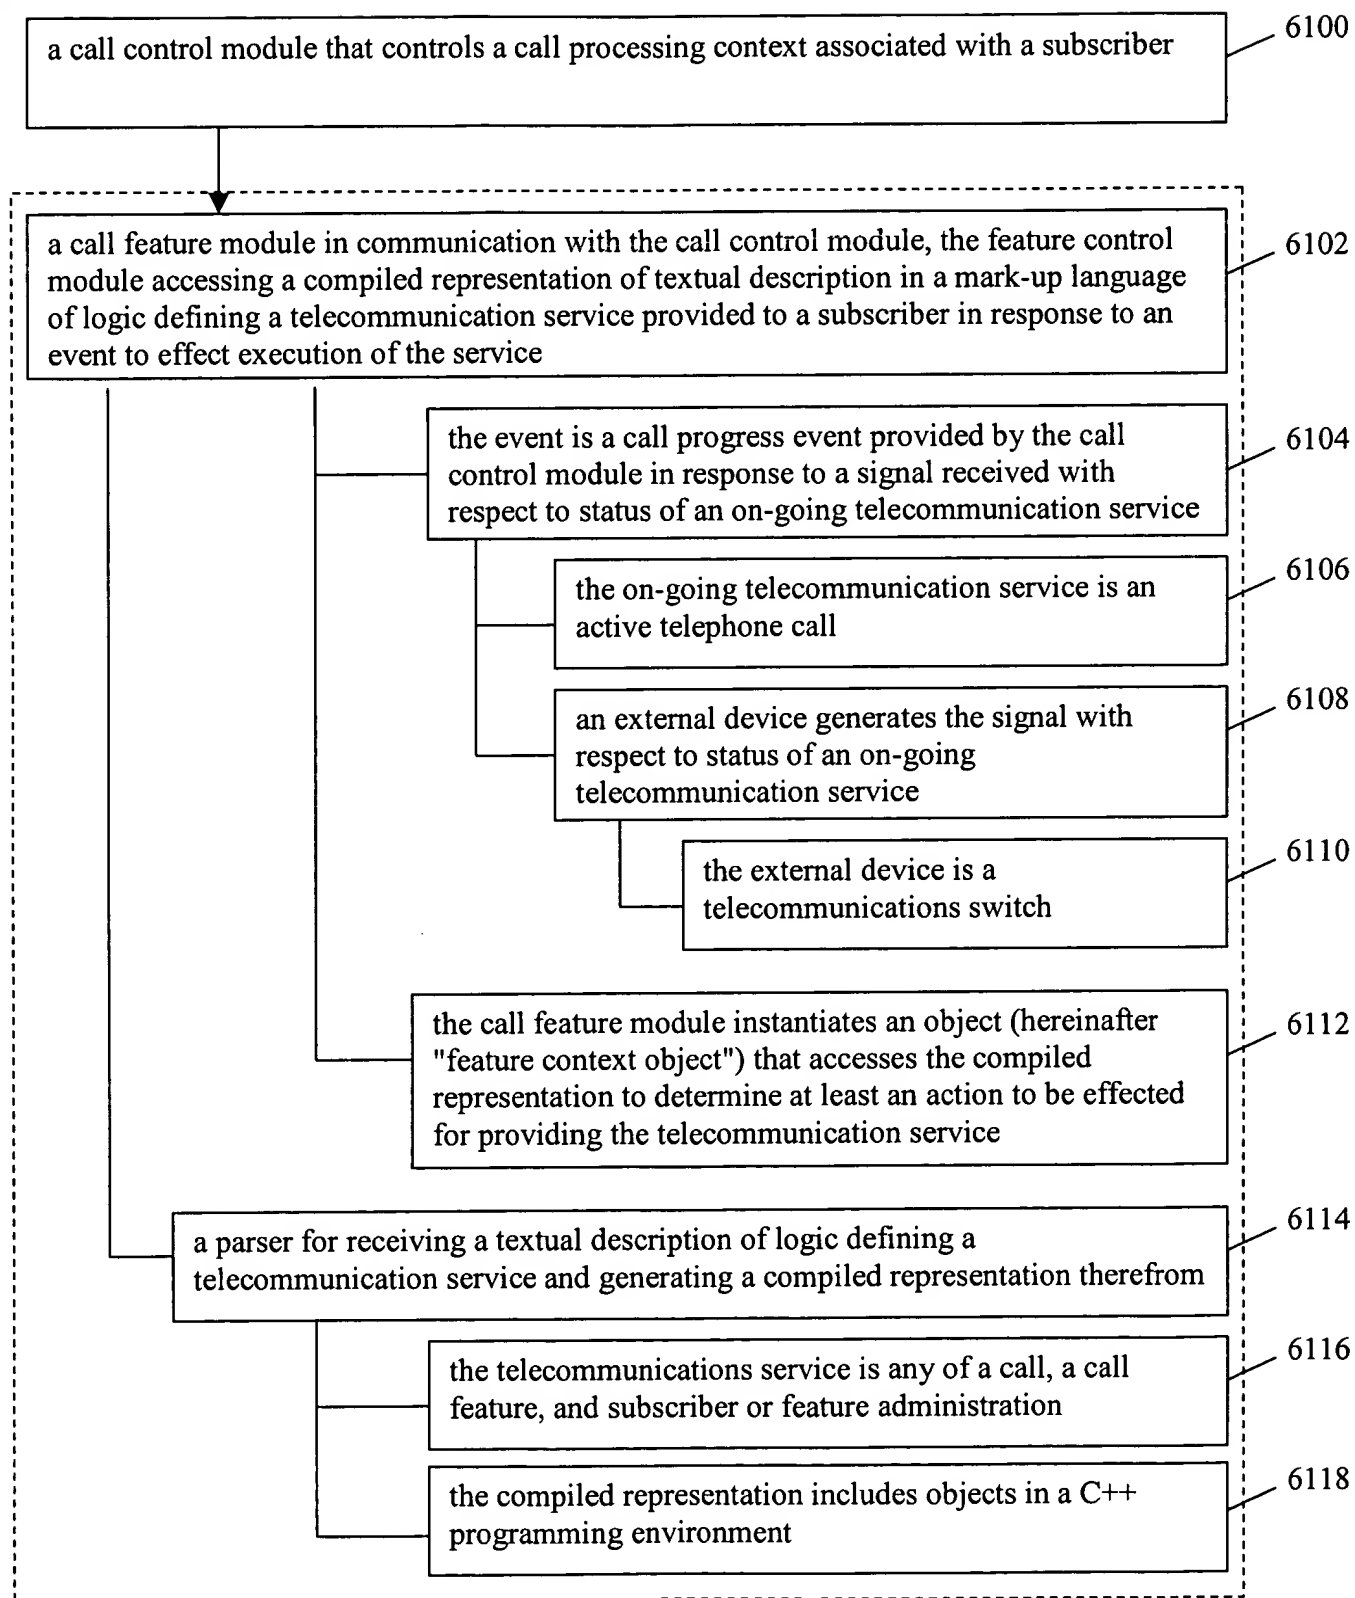 a call control module that controls a call processing context associated with a subscriber
6100
a call feature module in communication with the call control module, the feature control
module accessing a compiled representation of textual description in a mark-up language
of logic defining a telecommunication service provided to a subscriber in response to an
event to effect execution of the service
6102
the event is a call progress event provided by the call
control module in response to a signal received with
respect to status of an on-going telecommunication service
6104
the on-going telecommunication service is an
active telephone call
6106
an external device generates the signal with
respect to status of an on-going
telecommunication service
6108
the external device is a
telecommunications switch
6110
the call feature module instantiates an object (hereinafter
"feature context object") that accesses the compiled
representation to determine at least an action to be effected
for providing the telecommunication service
6112
a parser for receiving a textual description of logic defining a
telecommunication service and generating a compiled representation therefrom
6114
the telecommunications service is any of a call, a call
feature, and subscriber or feature administration
6116
the compiled representation includes objects in a C++
programming environment
6118